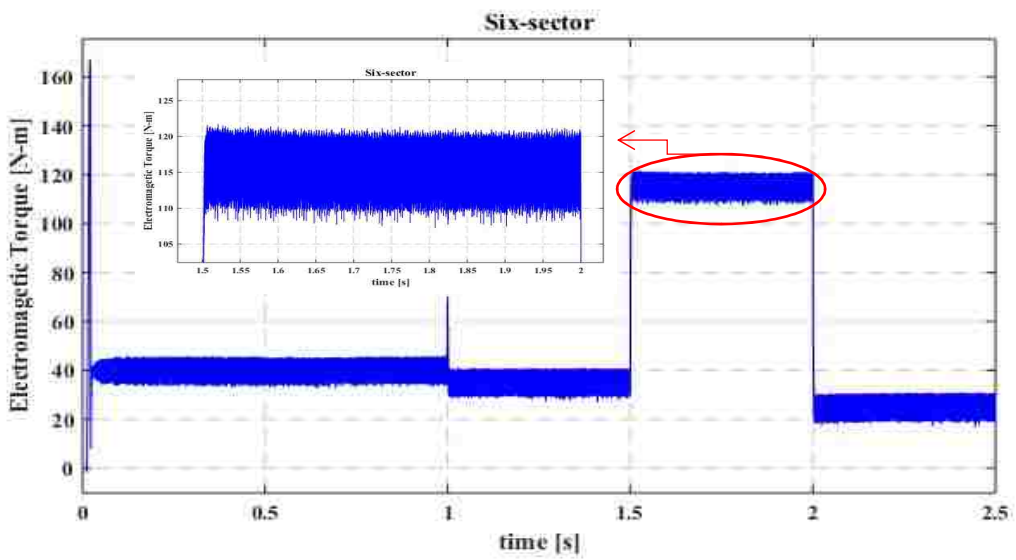 Six-sector
Electromagetic Torque [N-m]
160
140
120
100
80
60
40
20
0
Six-sector
Electromagetic Torque [N-m]
125
120
115
110
105
1.5 1.55 1.6 1.65 1.7 1.75 1.8 1.85 1.9 1.95 2
time [s]
0 0.5 1 1.5 2 2.5
time [s]